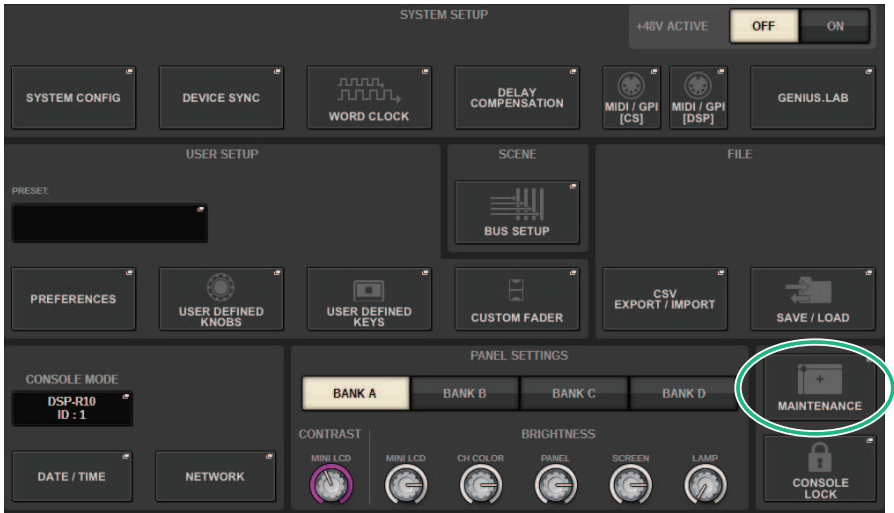 SYSTEM SETUP
+48V ACTIVE
OFF
ON
SYSTEM CONFIG
DEVICE SYNC
WORD CLOCK
DELAY
COMPENSATION
MIDI / GPI
[CS]
MIDI / GPI
[DSP]
GENIUS.LAB
USER SETUP
SCENE
FILE
PRESET:
BUS SETUP
PREFERENCES
USER DEFINED
KNOBS
USER DEFINED
KEYS
CUSTOM FADER
CSV
EXPORT / IMPORT
SAVE / LOAD
PANEL SETTINGS
CONSOLE MODE
DSP-R10
ID : 1
BANK A
BANK B
BANK C
BANK D
MAINTENANCE
CONTRAST
BRIGHTNESS
MINI LCD
MINI LCD
CH COLOR
PANEL
SCREEN
LAMP
DATE / TIME
NETWORK
CONSOLE
LOCK